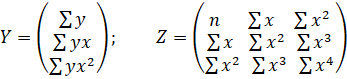 Y = (∑y ∑yx ∑yx²); Z = (n ∑x ∑x² ∑x ∑x² ∑x³ ∑x² ∑x³ ∑x⁴)